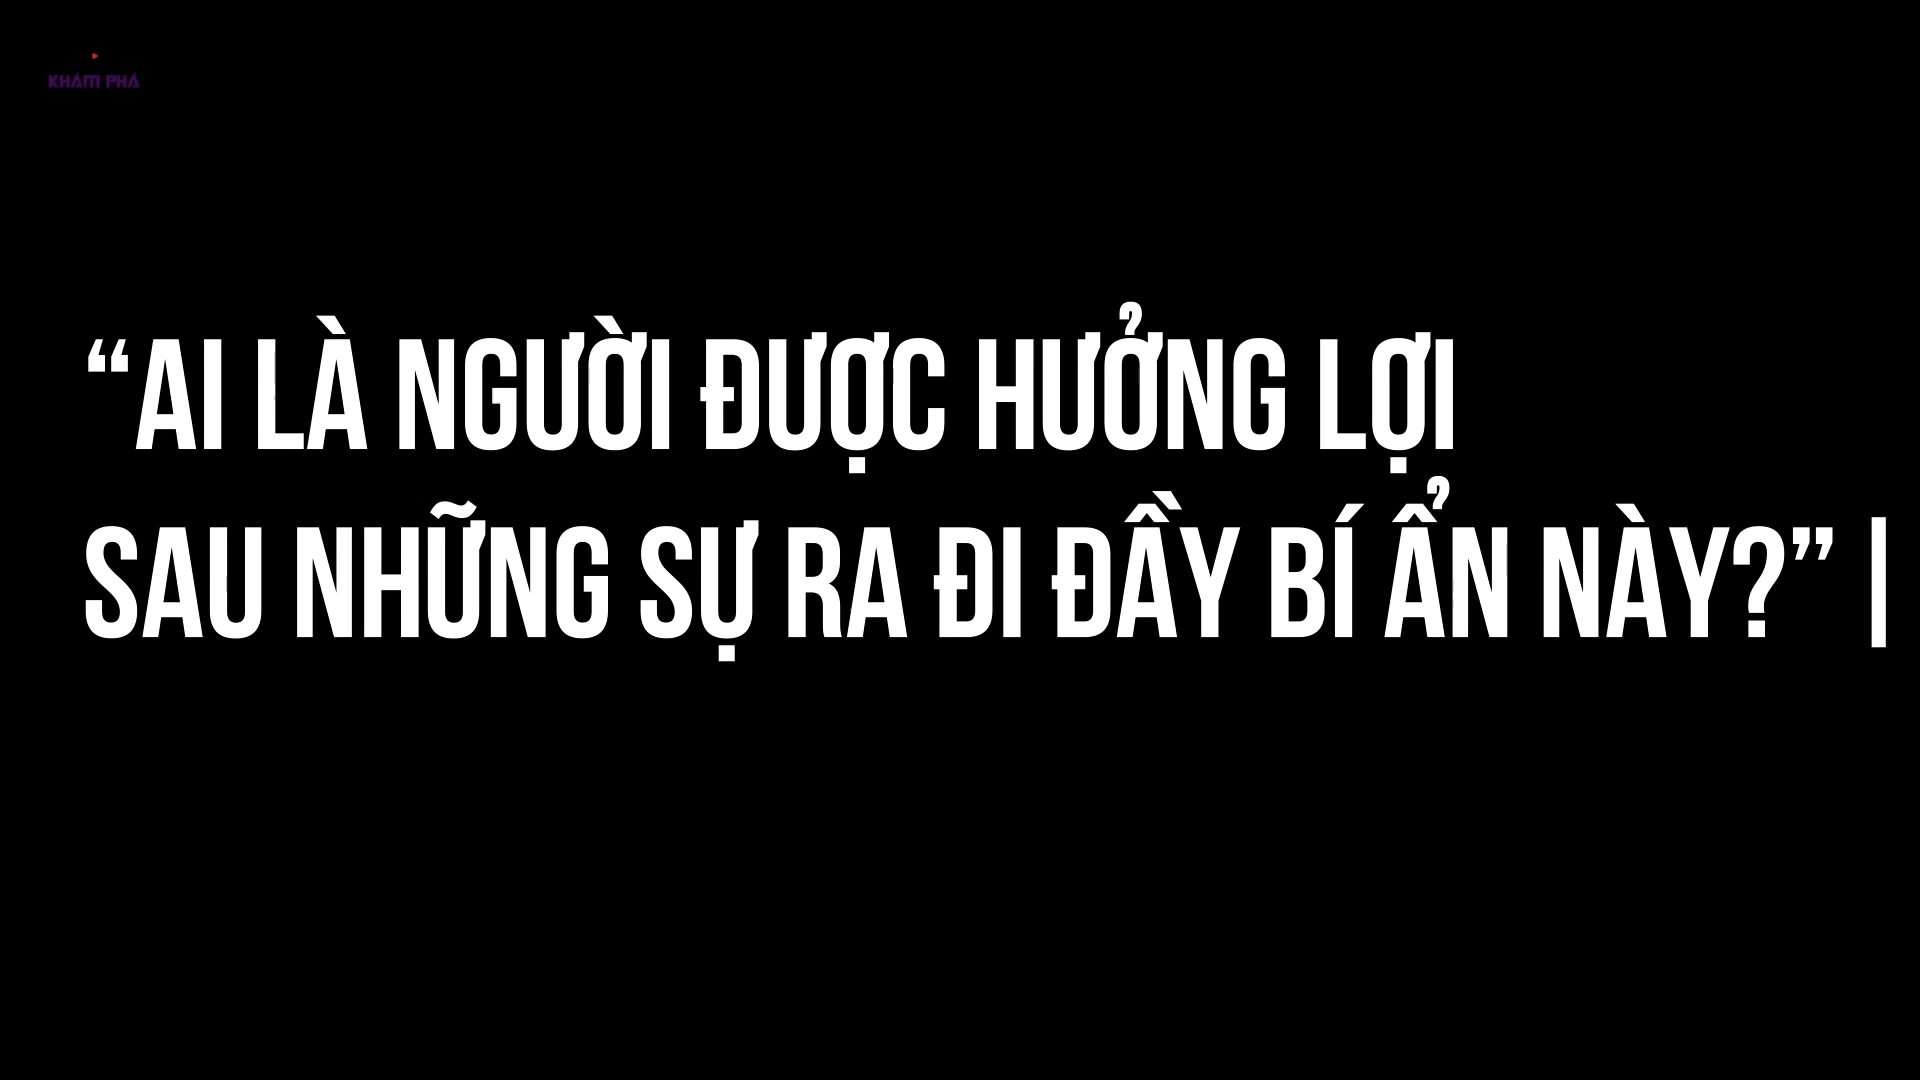 KHÁM PHÁ
“AI LÀ NGƯỜI ĐƯỢC HƯỞNG LỢI
SAU NHỮNG SỰ RA ĐI ĐẦY BÍ ẨN NÀY?” |